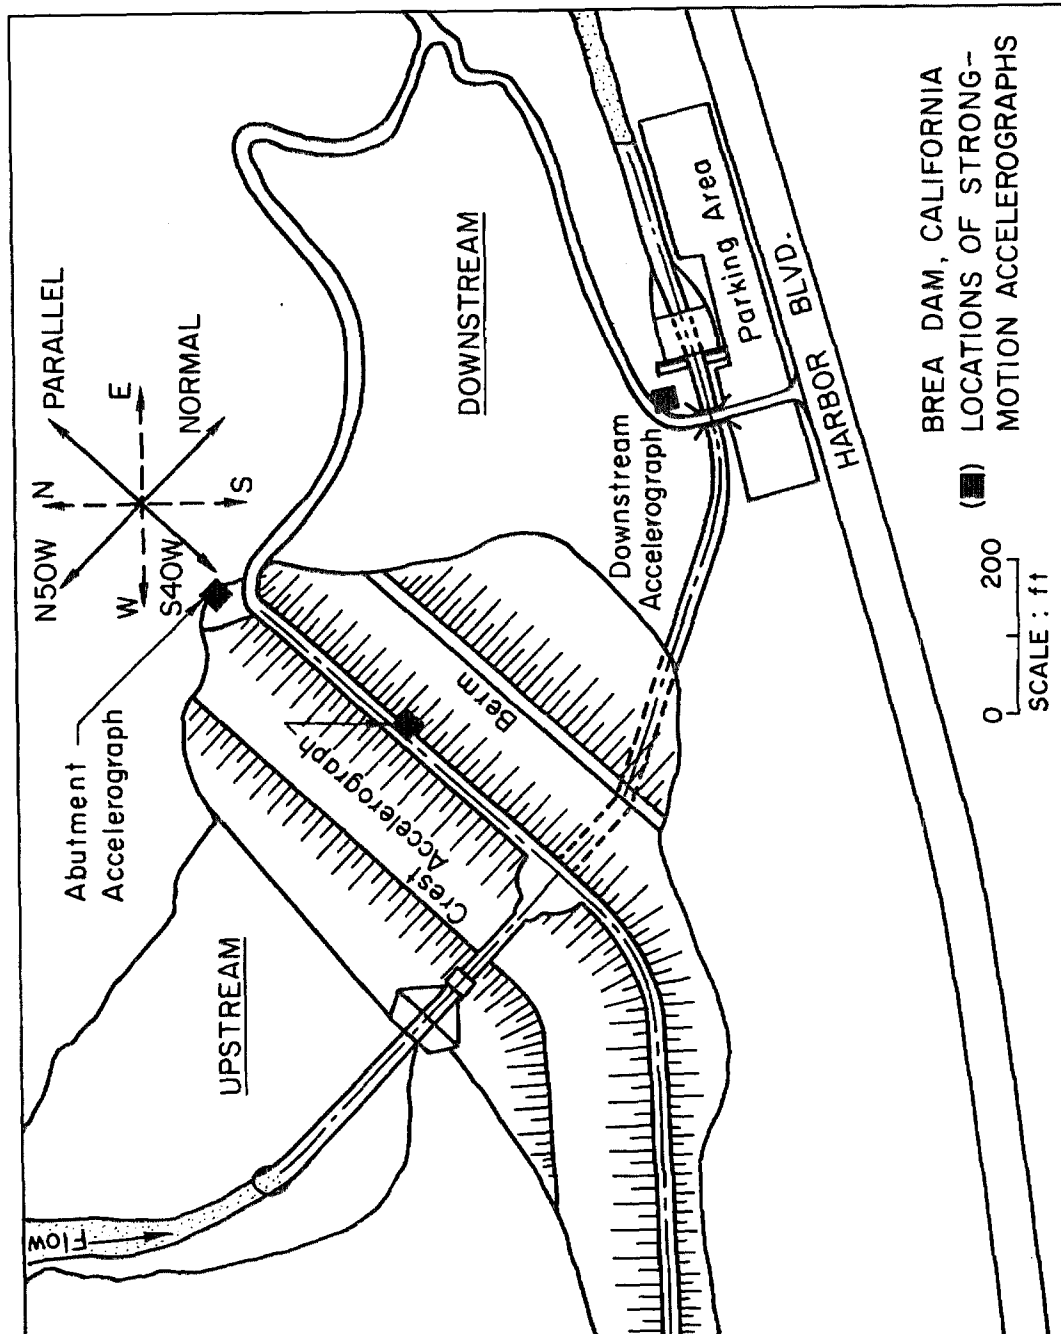 N50W
N
PARALLEL
W
E
S40W
S
NORMAL
Abutment
Accelerograph
UPSTREAM
DOWNSTREAM
Flow
Crest
Accelerograph
Berm
Downstream
Accelerograph
Parking Area
HARBOR BLVD.
0 200
SCALE : ft
BREA DAM, CALIFORNIA
(■) LOCATIONS OF STRONG-
MOTION ACCELEROGRAPHS